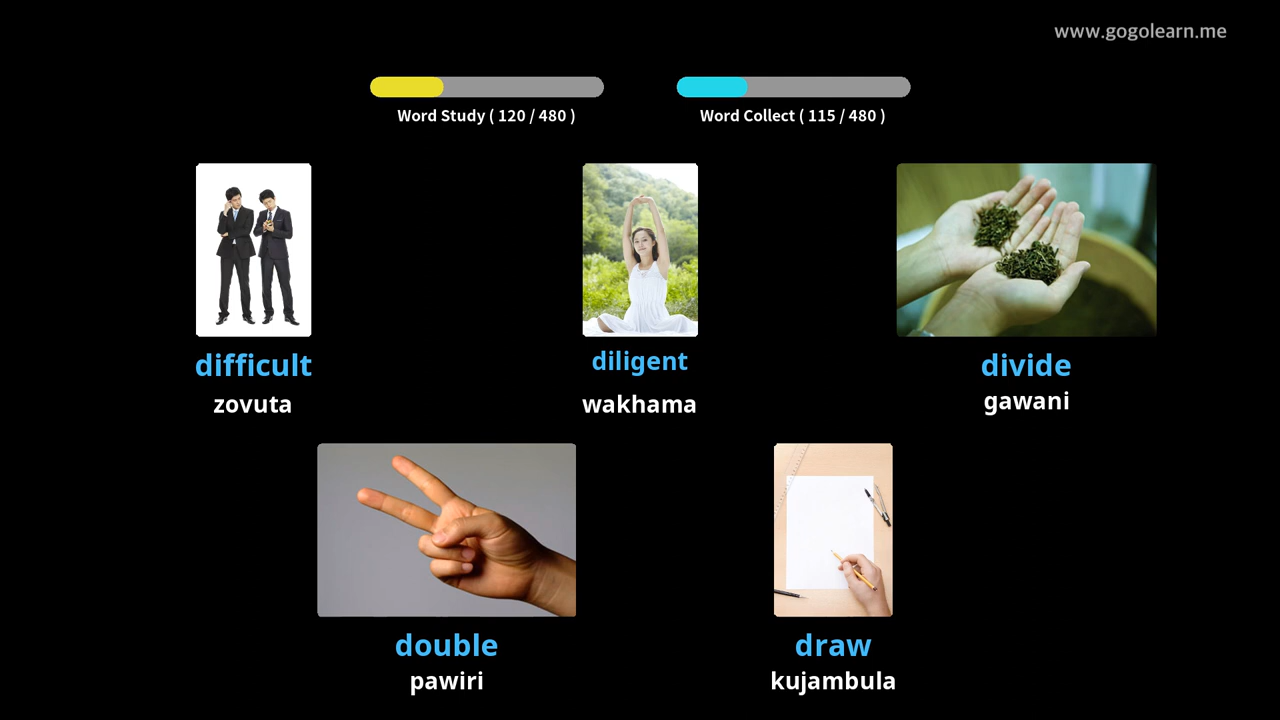 www.gogolearn.me
Word Study ( 120 / 480 )
Word Collect ( 115 / 480 )
difficult
zovuta
diligent
wakhama
divide
gawani
double
pawiri
draw
kujambula